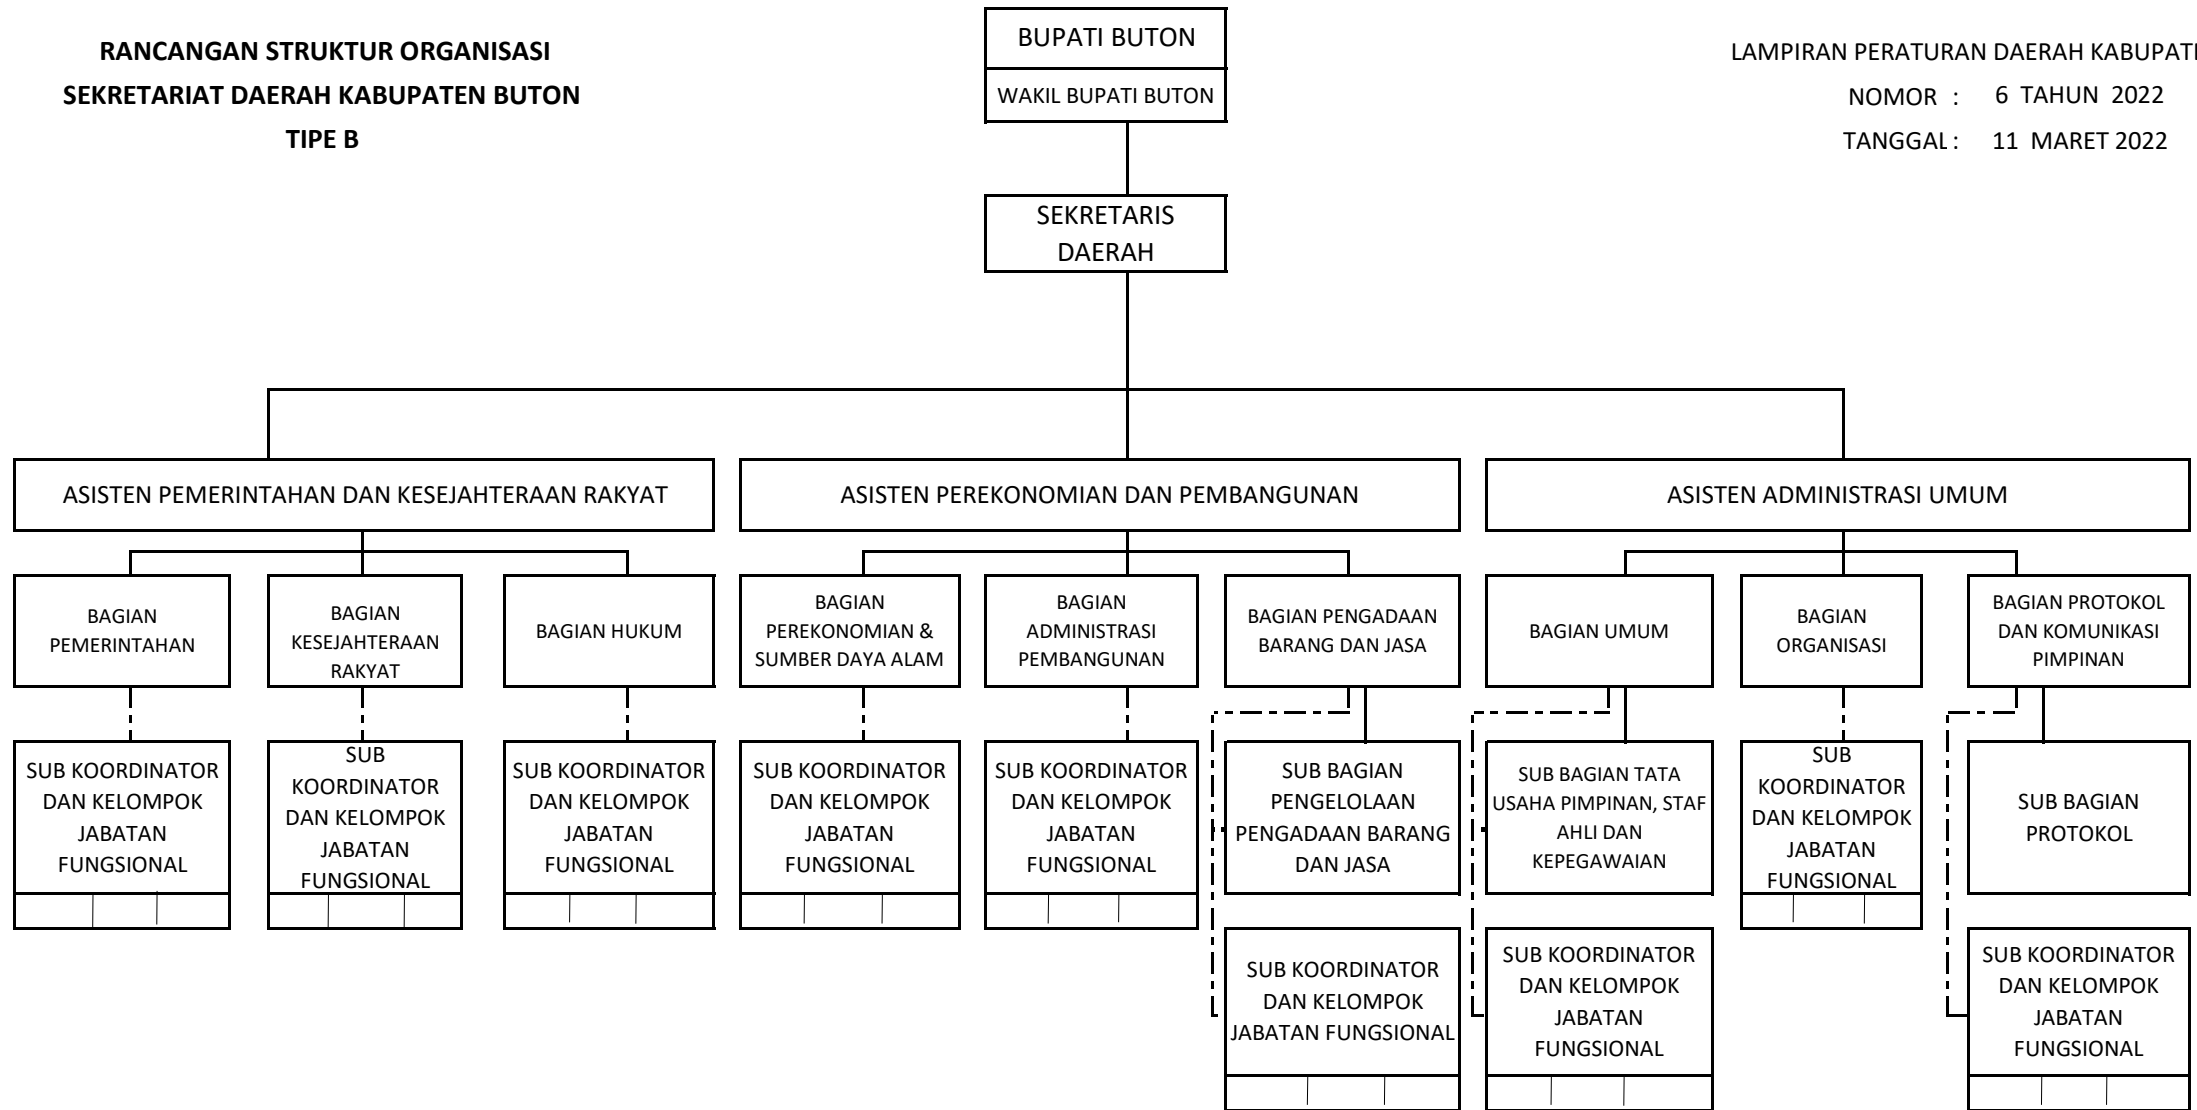 RANCANGAN STRUKTUR ORGANISASI
SEKRETARIAT DAERAH KABUPATEN BUTON
TIPE B
BUPATI BUTON
WAKIL BUPATI BUTON
LAMPIRAN PERATURAN DAERAH KABUPAT
NOMOR : 6 TAHUN 2022
TANGGAL : 11 MARET 2022
SEKRETARIS
DAERAH
ASISTEN PEMERINTAHAN DAN KESEJAHTERAAN RAKYAT
ASISTEN PEREKONOMIAN DAN PEMBANGUNAN
ASISTEN ADMINISTRASI UMUM
BAGIAN
PEMERINTAHAN
BAGIAN
KESEJAHTERAAN
RAKYAT
BAGIAN HUKUM
BAGIAN
PEREKONOMIAN &
SUMBER DAYA ALAM
BAGIAN
ADMINISTRASI
PEMBANGUNAN
BAGIAN PENGADAAN
BARANG DAN JASA
BAGIAN UMUM
BAGIAN
ORGANISASI
BAGIAN PROTOKOL
DAN KOMUNIKASI
PIMPINAN
SUB KOORDINATOR
DAN KELOMPOK
JABATAN
FUNGSIONAL
SUB
KOORDINATOR
DAN KELOMPOK
JABATAN
FUNGSIONAL
SUB KOORDINATOR
DAN KELOMPOK
JABATAN
FUNGSIONAL
SUB KOORDINATOR
DAN KELOMPOK
JABATAN
FUNGSIONAL
SUB KOORDINATOR
DAN KELOMPOK
JABATAN
FUNGSIONAL
SUB BAGIAN
PENGELOLAAN
PENGADAAN BARANG
DAN JASA
SUB BAGIAN TATA
USAHA PIMPINAN, STAF
AHLI DAN
KEPEGAWAIAN
SUB
KOORDINATOR
DAN KELOMPOK
JABATAN
FUNGSIONAL
SUB BAGIAN
PROTOKOL
SUB KOORDINATOR
DAN KELOMPOK
JABATAN FUNGSIONAL
SUB KOORDINATOR
DAN KELOMPOK
JABATAN
FUNGSIONAL
SUB KOORDINATOR
DAN KELOMPOK
JABATAN
FUNGSIONAL